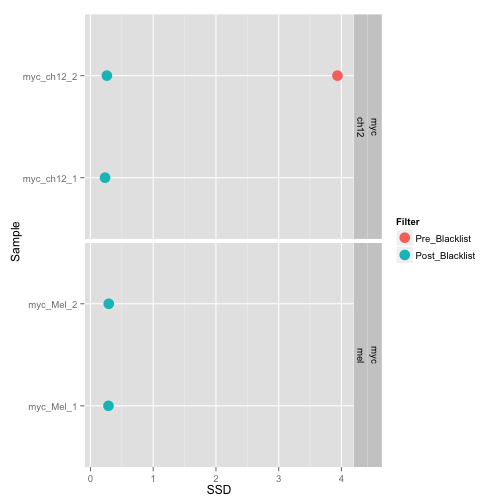 myc_ch12_2
myc_ch12_1
myc
ch12
myc_Mel_2
myc_Mel_1
myc
mel
Sample
0 1 2 3 4
SSD
Filter
Pre_Blacklist
Post_Blacklist